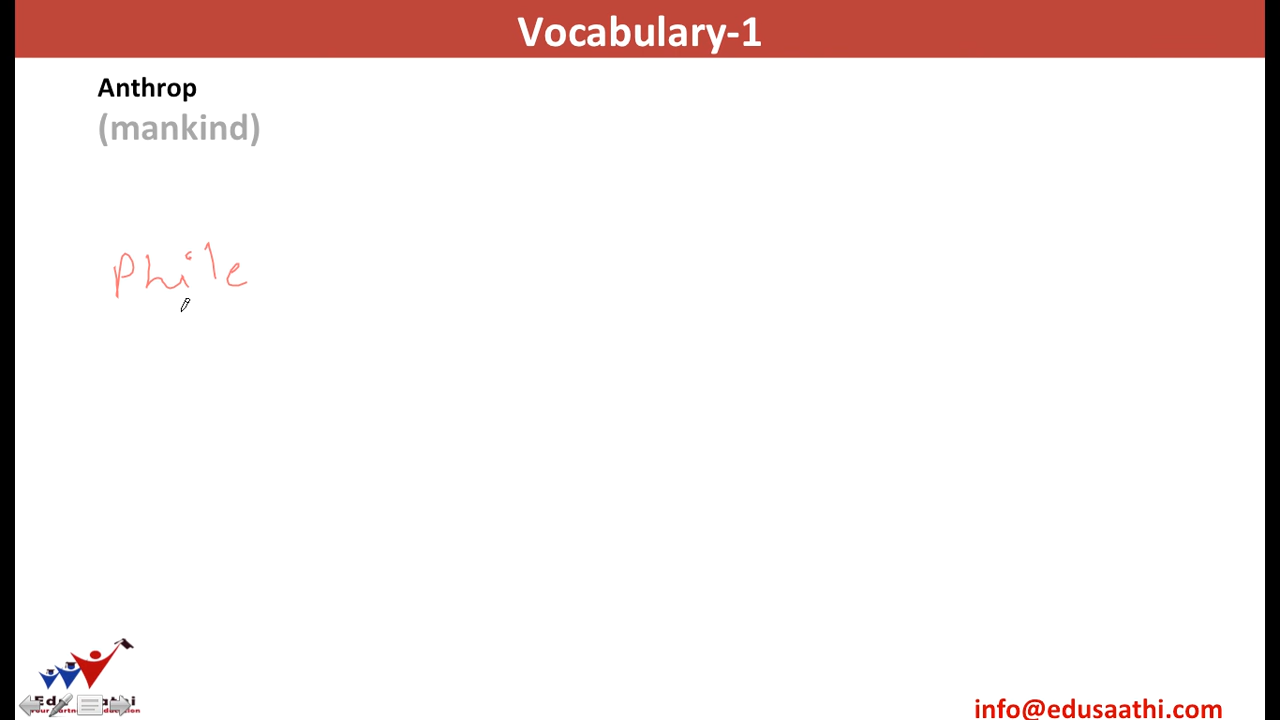 Vocabulary-1
Anthrop
(mankind)
Phile
info@edusaathi.com